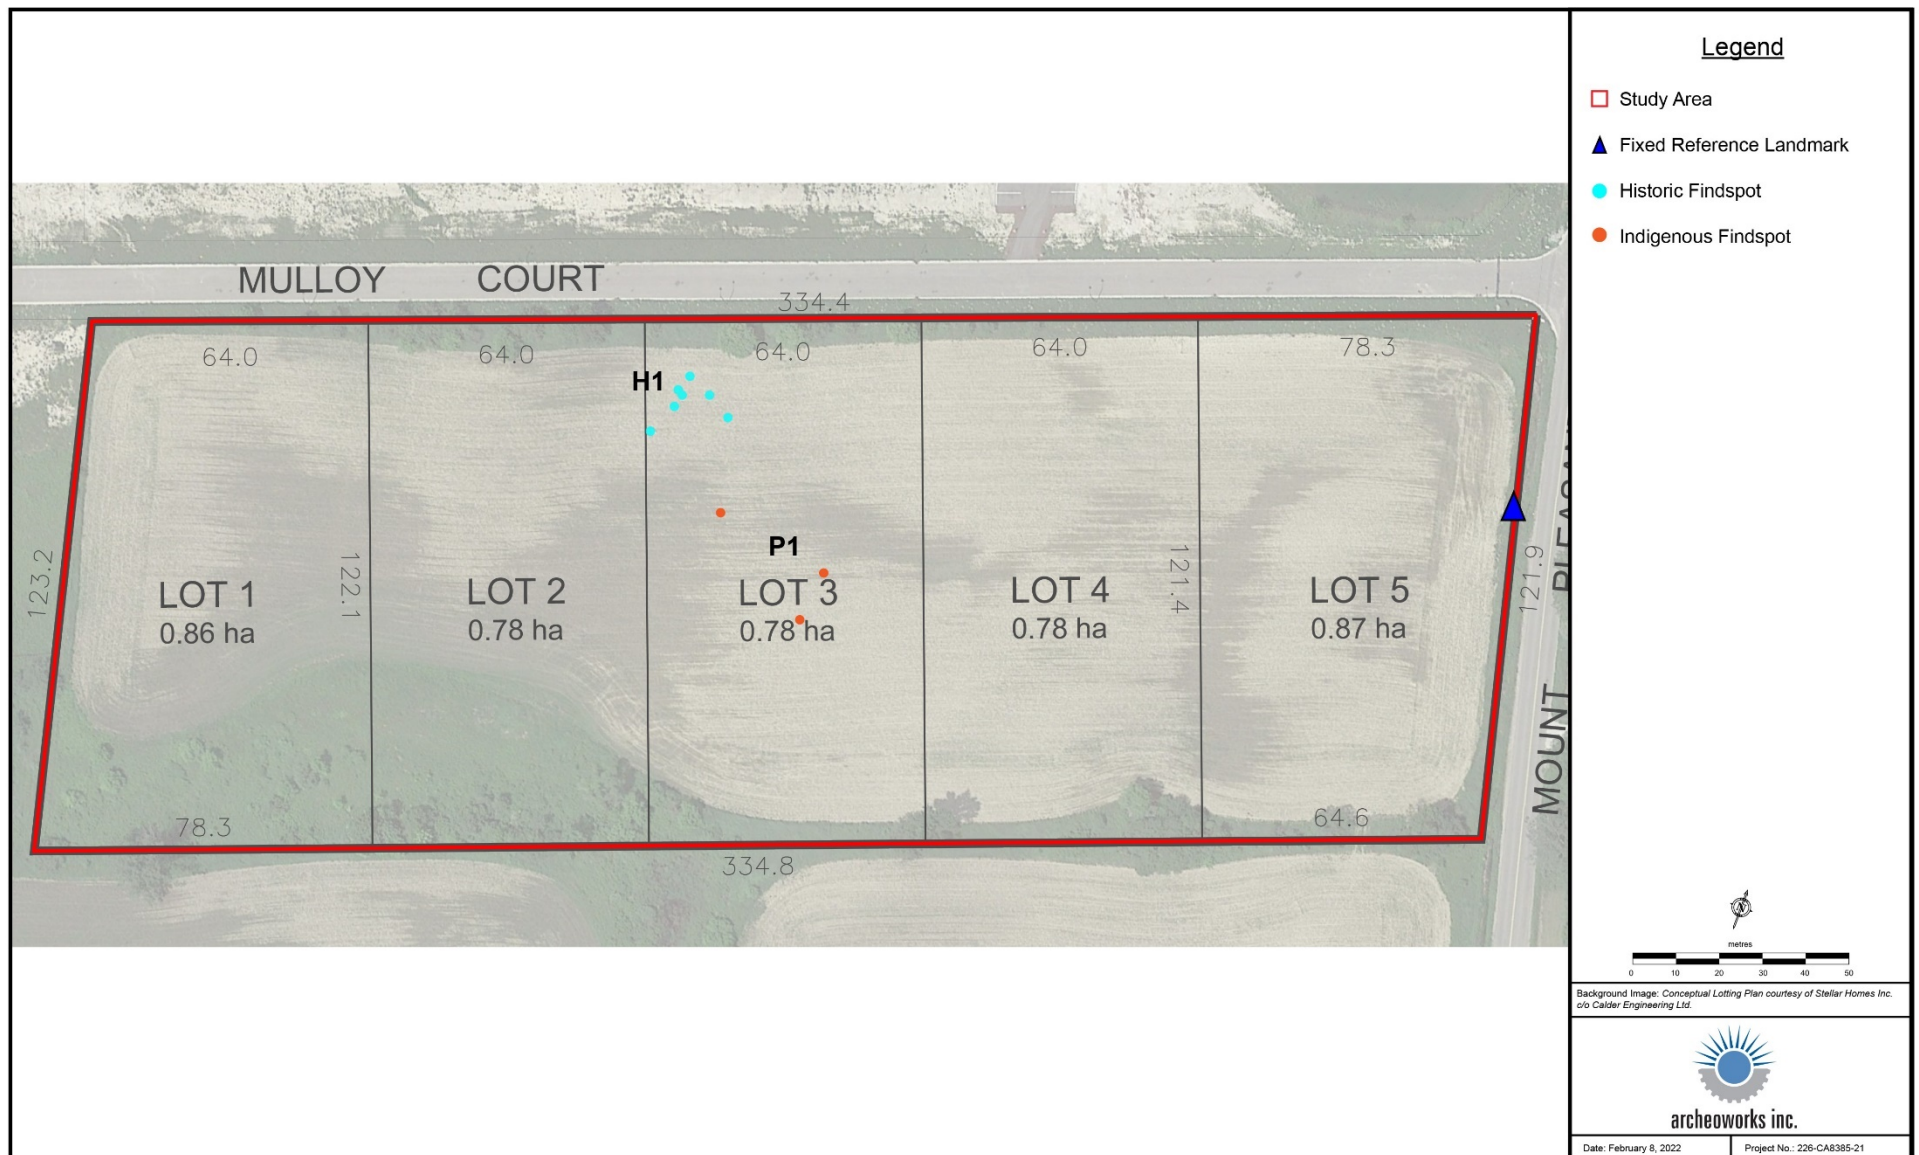 MULLOY COURT
334.4
64.0
64.0
64.0
64.0
78.3
H1
P1
123.2
122.1
121.4
121.9
LOT 1
0.86 ha
LOT 2
0.78 ha
LOT 3
0.78 ha
LOT 4
0.78 ha
LOT 5
0.87 ha
78.3
64.6
334.8
MOUNT
Legend
Study Area
Fixed Reference Landmark
Historic Findspot
Indigenous Findspot
N
metres
0 10 20 30 40 50
Background Image: Conceptual Lotting Plan courtesy of Stellar Homes Inc.
c/o Calder Engineering Ltd.
archeoworks inc.
Date: February 8, 2022
Project No.: 226-CA8385-21